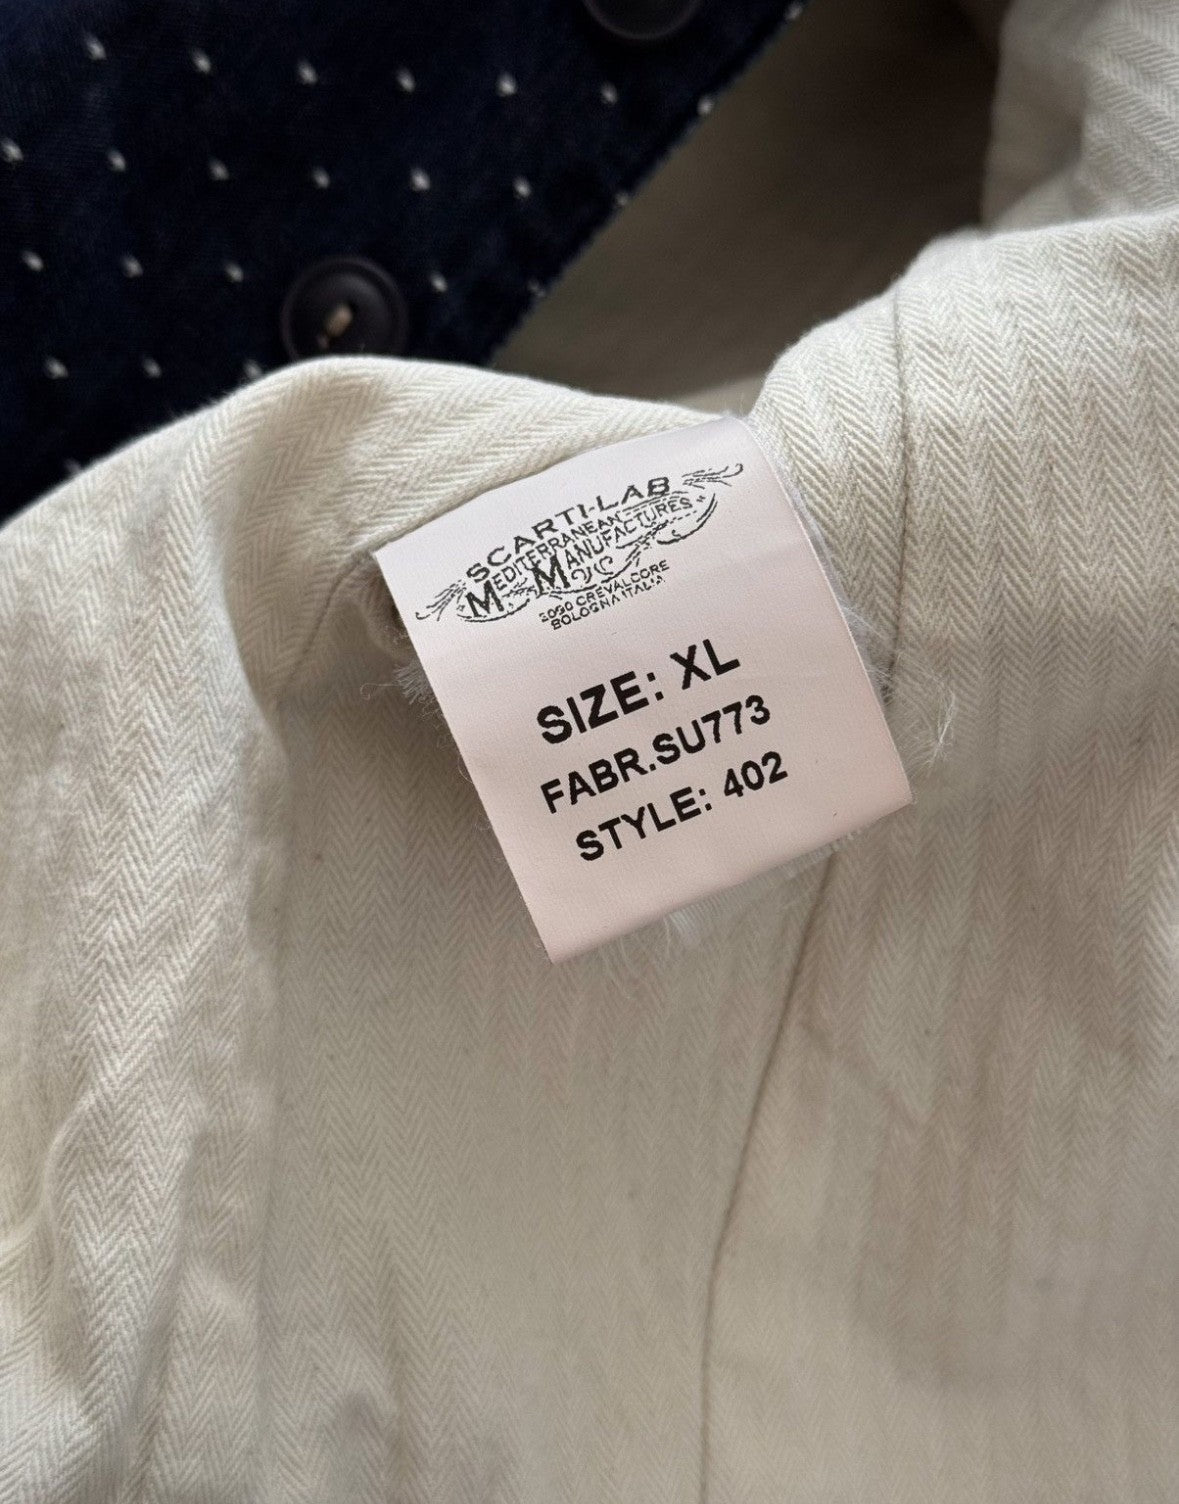 SCARTI-LAB
MEDITERRANEAN
MANUFACTURES
M M
CREVALCORE
BOLOGNA ITALIA
SIZE: XL
FABR.SU773
STYLE: 402